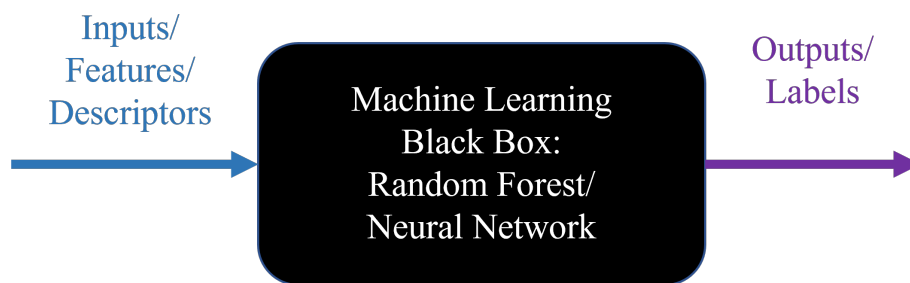 Inputs/
Features/
Descriptors
Machine Learning
Black Box:
Random Forest/
Neural Network
Outputs/
Labels